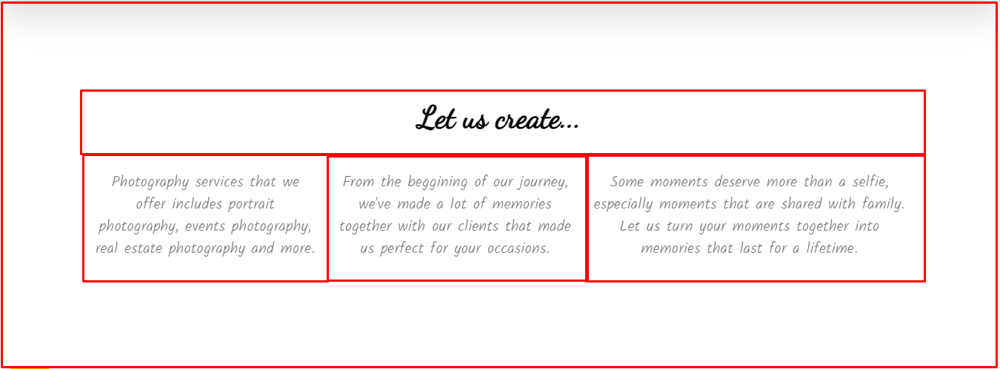 Let us create...
Photography services that we
offer includes portrait
photography, events photography,
real estate photography and more.
From the beggining of our journey,
we've made a lot of memories
together with our clients that made
us perfect for your occasions.
Some moments deserve more than a selfie,
especially moments that are shared with family.
Let us turn your moments together into
memories that last for a lifetime.